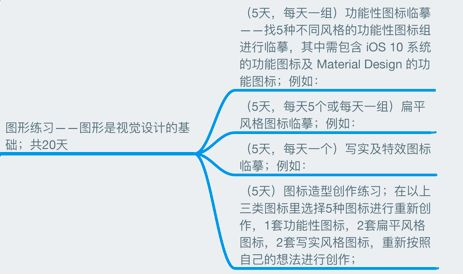 图形练习——图形是视觉设计的基
础；共20天
（5天，每天一组）功能性图标临摹
——找5种不同风格的功能性图标组
进行临摹，其中需包含 iOS 10 系统
的功能图标及 Material Design 的功
能图标；例如：
（5天，每天5个或每天一组）扁平
风格图标临摹；例如：
（5天，每天一个）写实及特效图标
临摹；例如：
（5天）图标造型创作练习；在以上
三类图标里选择5种图标进行重新创
作，1套功能性图标，2套扁平风格
图标，2套写实风格图标，重新按照
自己的想法进行创作；